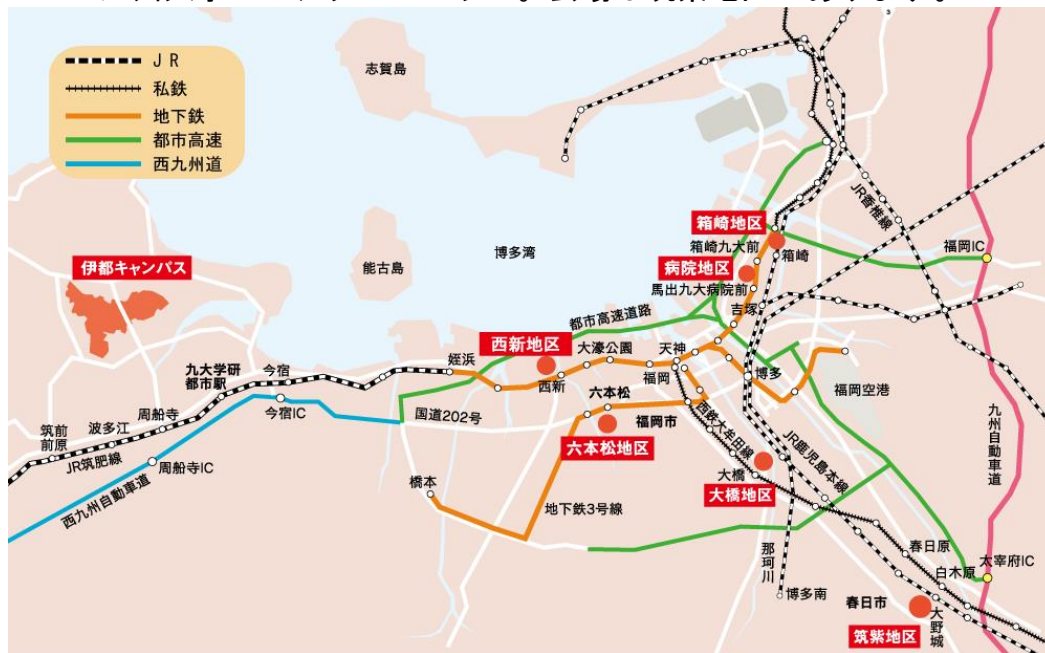 JR
私鉄
地下鉄
都市高速
西九州道
志賀島
3
JR香椎線
箱崎地区
箱崎九大前
箱崎
福岡IC
病院地区
馬出九大病院前
吉塚
博多湾
能古島
伊都キャンパス
都市高速道路
西新地区
大濠公園
天神
姪浜
西新
福岡
博多
福岡空港
九大学研
都市駅
今宿
今宿IC
国道202号
六本松
福岡市
六本松地区
周船寺
波多江
筑前
前原
JR筑肥線
周船寺IC
西九州自動車道
西鉄大牟田線
JR鹿児島本線
九州自動車道
橋本
地下鉄3号線
大橋
大橋地区
那珂川
博多南
春日原
白木原
太宰府IC
春日市
大野城
筑紫地区